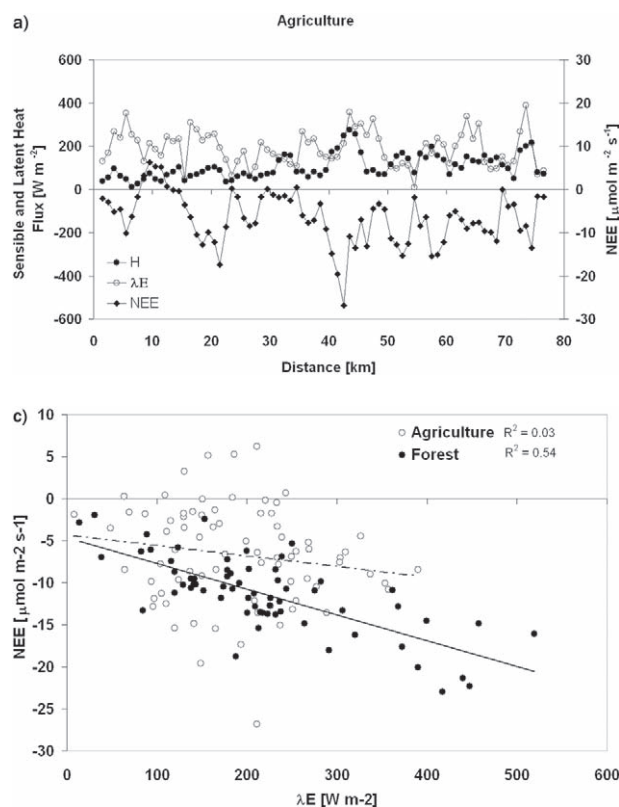 a)
Agriculture
Sensible and Latent Heat
Flux [W m-2]
600
400
200
0
-200
-400
-600
H
λE
NEE
30
20
10
0
-10
-20
-30
NEE [μmol m-2 s-1]
0 10 20 30 40 50 60 70 80
Distance [km]
c)
NEE [ μmol m-2 s-1]
10
5
0
-5
-10
-15
-20
-25
-30
Agriculture R² = 0.03
Forest R² = 0.54
0 100 200 300 400 500 600
λE [W m-2]